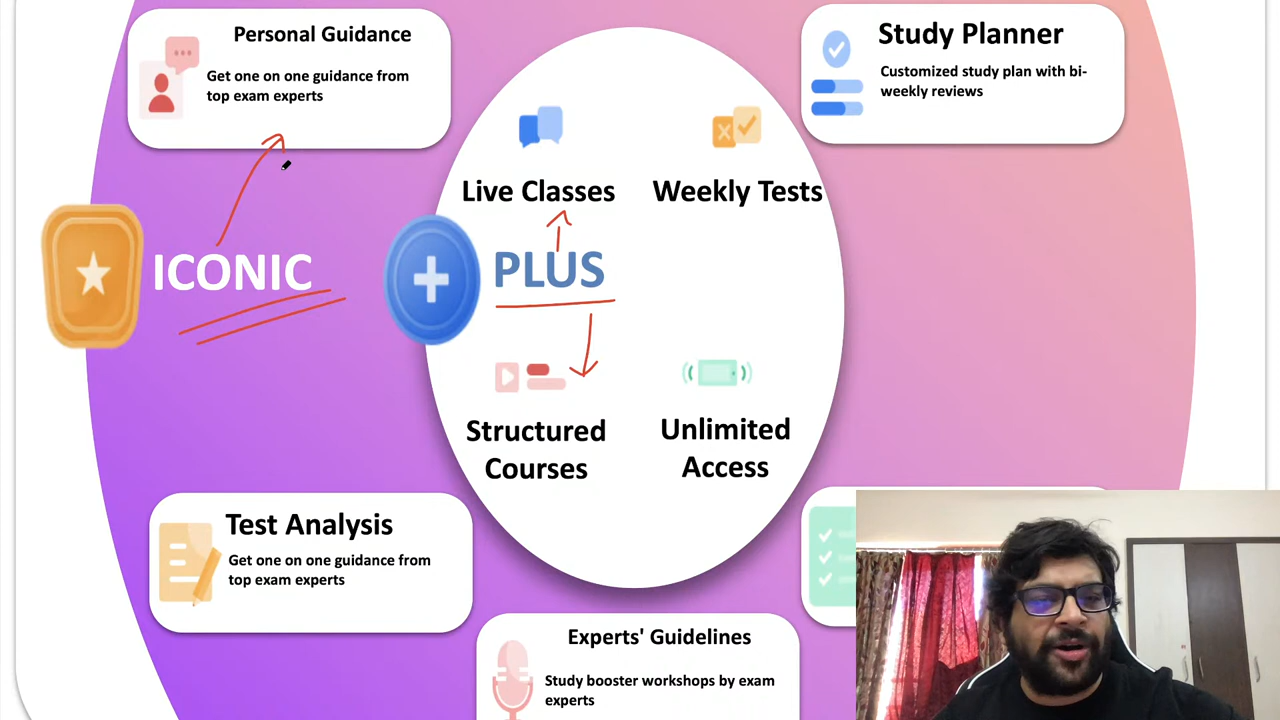 Personal Guidance
Get one on one guidance from
top exam experts
Study Planner
Customized study plan with bi-
weekly reviews
Live Classes
Weekly Tests
ICONIC
PLUS
Structured
Courses
Unlimited
Access
Test Analysis
Get one on one guidance from
top exam experts
Experts' Guidelines
Study booster workshops by exam
experts